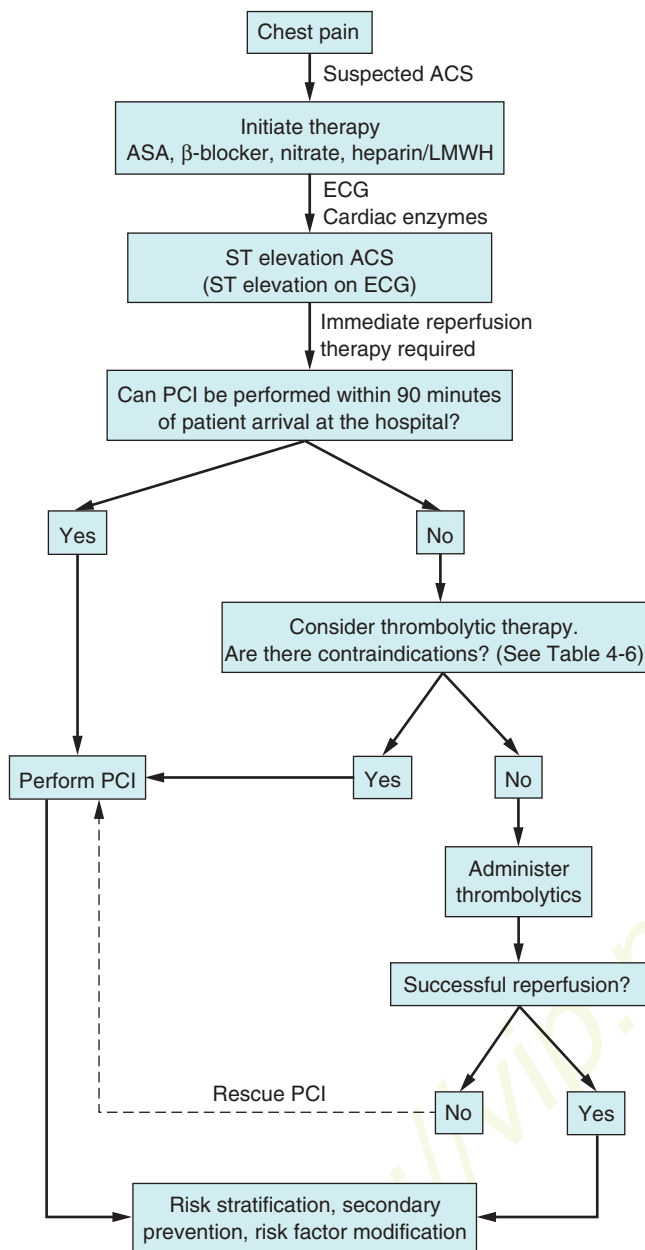 Chest pain
Suspected ACS
Initiate therapy
ASA, β-blocker, nitrate, heparin/LMWH
ECG
Cardiac enzymes
ST elevation ACS
(ST elevation on ECG)
Immediate reperfusion
therapy required
Can PCI be performed within 90 minutes
of patient arrival at the hospital?
Yes
No
Consider thrombolytic therapy.
Are there contraindications? (See Table 4-6)
Perform PCI
Yes
No
Administer
thrombolytics
Successful reperfusion?
Rescue PCI
No
Yes
Risk stratification, secondary
prevention, risk factor modification
://vip.p